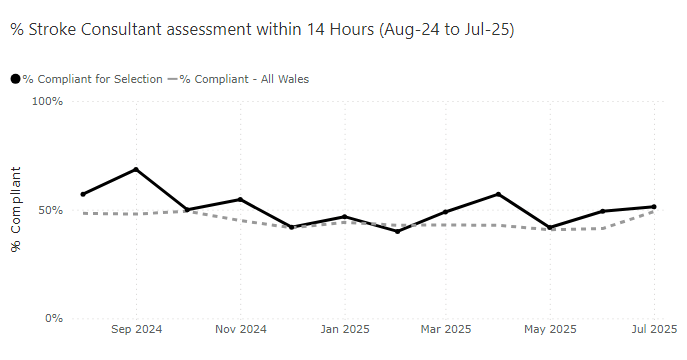 % Stroke Consultant assessment within 14 Hours (Aug-24 to Jul-25)
% Compliant for Selection % Compliant - All Wales
100%
50%
0%
% Compliant
Sep 2024 Nov 2024 Jan 2025 Mar 2025 May 2025 Jul 2025